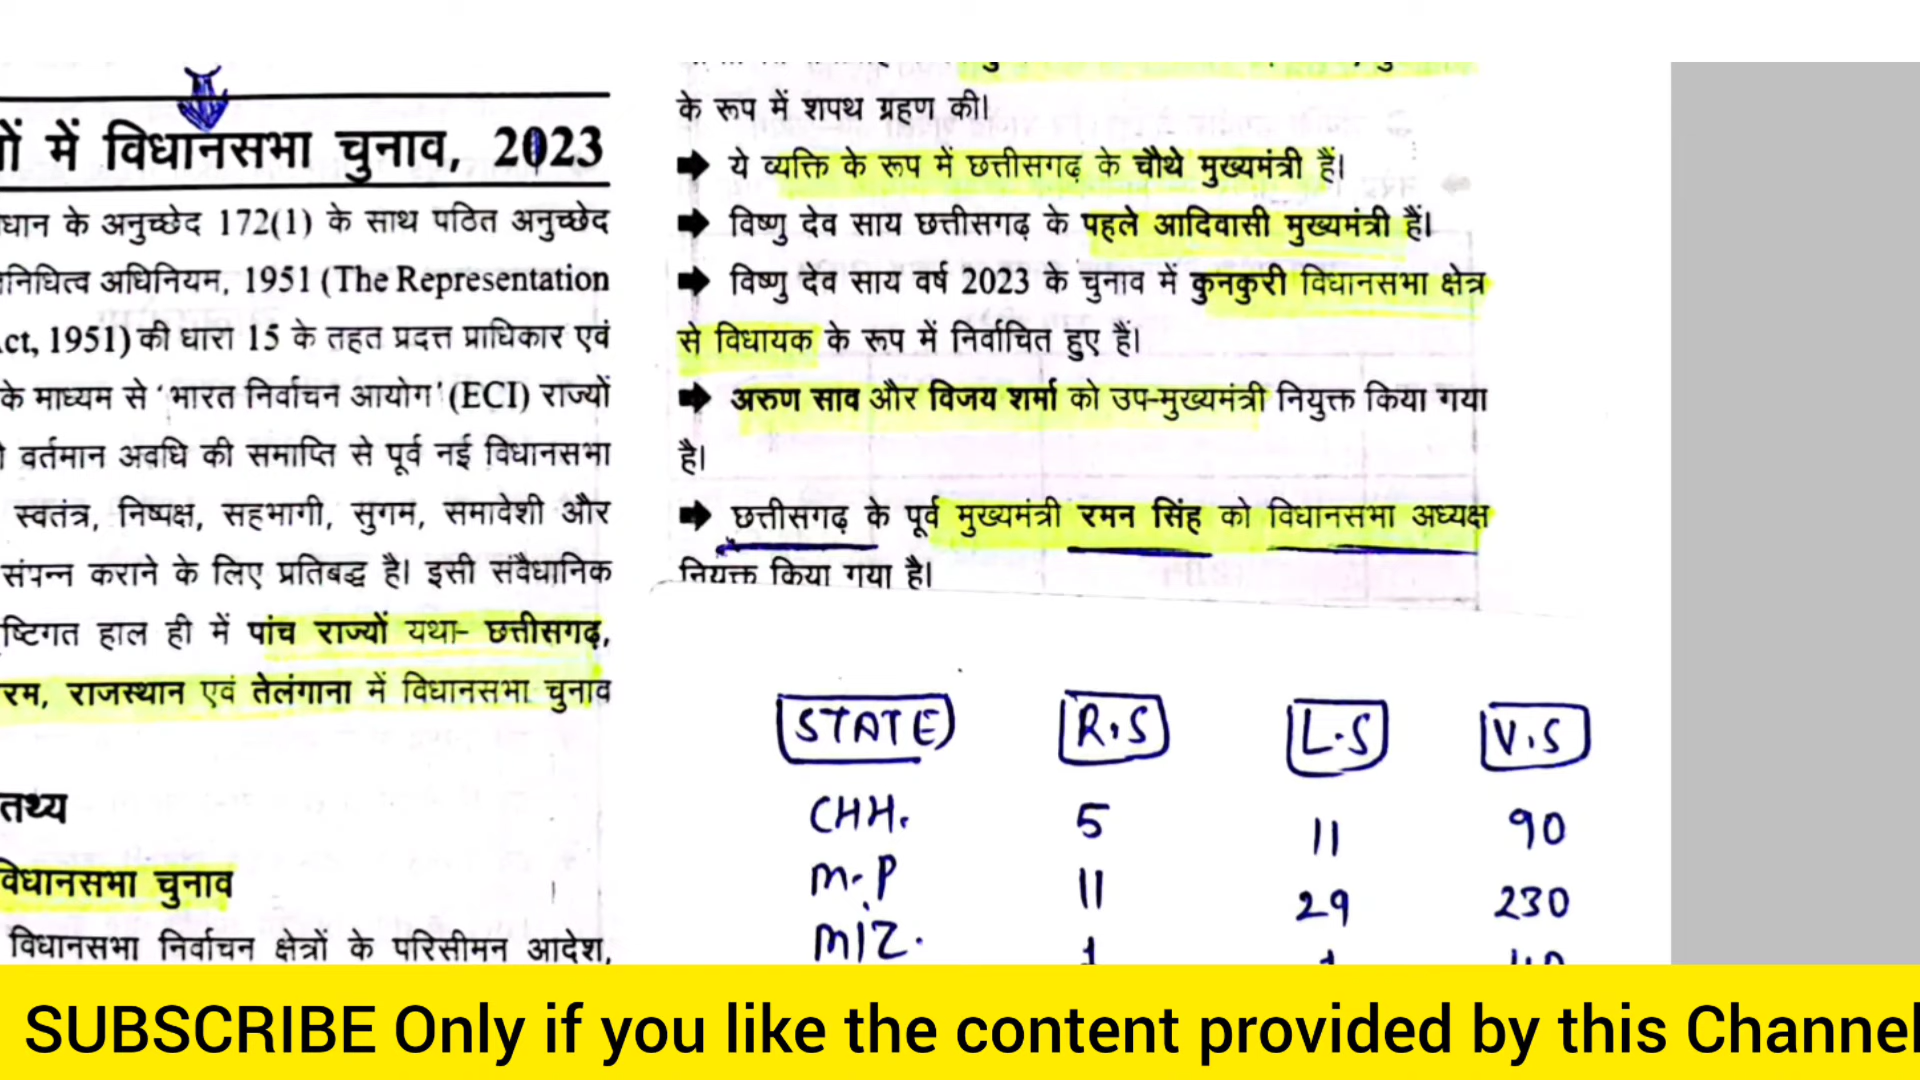 ों में विधानसभा चुनाव, 2023
धान के अनुच्छेद 172(1) के साथ पठित अनुच्छेद
निधित्व अधिनियम, 1951 (The Representation
ct, 1951) की धारा 15 के तहत प्रदत्त प्राधिकार एवं
के माध्यम से 'भारत निर्वाचन आयोग' (ECI) राज्यों
वर्तमान अवधि की समाप्ति से पूर्व नई विधानसभा
स्वतंत्र, निष्पक्ष, सहभागी, सुगम, समावेशी और
संपन्न कराने के लिए प्रतिबद्ध है। इसी संवैधानिक
ष्टिगत हाल ही में पांच राज्यों यथा- छत्तीसगढ़,
रम, राजस्थान एवं तेलंगाना में विधानसभा चुनाव
तथ्य
विधानसभा चुनाव
विधानसभा निर्वाचन क्षेत्रों के परिसीमन आदेश,
के रूप में शपथ ग्रहण की।
➡ ये व्यक्ति के रूप में छत्तीसगढ़ के चौथे मुख्यमंत्री हैं।
➡ विष्णु देव साय छत्तीसगढ़ के पहले आदिवासी मुख्यमंत्री हैं।
➡ विष्णु देव साय वर्ष 2023 के चुनाव में कुनकुरी विधानसभा क्षेत्र
से विधायक के रूप में निर्वाचित हुए हैं।
➡ अरुण साव और विजय शर्मा को उप-मुख्यमंत्री नियुक्त किया गया
है।
➡ छत्तीसगढ़ के पूर्व मुख्यमंत्री रमन सिंह को विधानसभा अध्यक्ष
नियुक्त किया गया है।
STATE R.S L.S V.S
CHH. 5 11 90
M.P 11 29 230
MIZ. 1 1 40
SUBSCRIBE Only if you like the content provided by this Channel